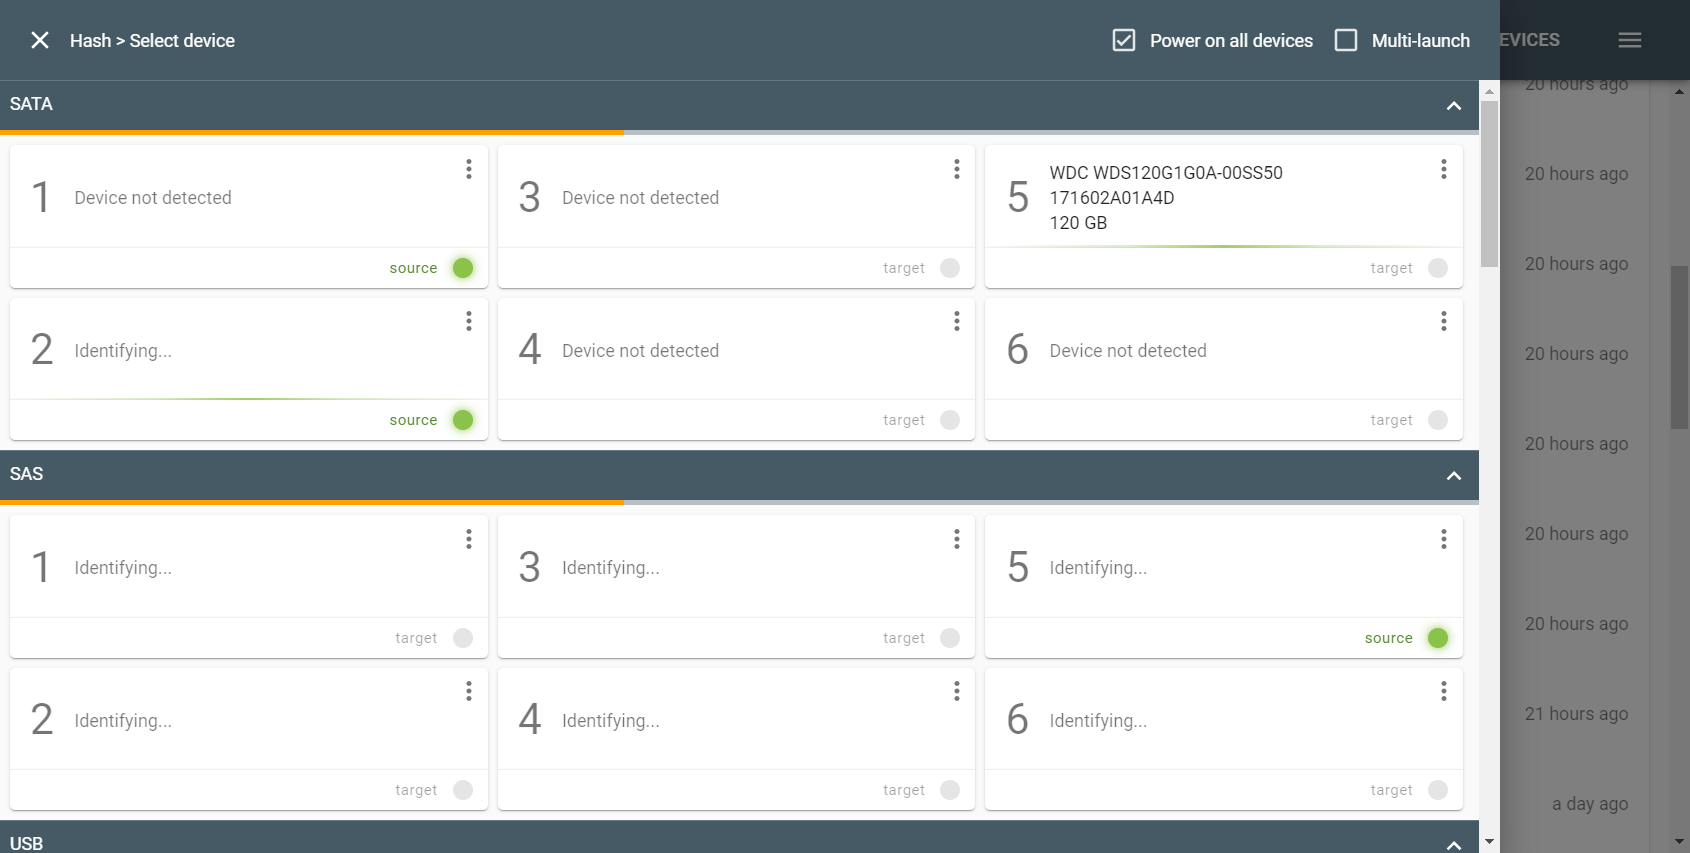 Hash > Select device
Power on all devices
Multi-launch
EVICES
SATA
1 Device not detected
source
3 Device not detected
target
5
WDC WDS120G1G0A-00SS50
171602A01A4D
120 GB
target
2 Identifying...
source
4 Device not detected
target
6 Device not detected
target
SAS
1 Identifying...
target
3 Identifying...
target
5 Identifying...
source
2 Identifying...
target
4 Identifying...
target
6 Identifying...
target
USB
20 hours ago
20 hours ago
20 hours ago
20 hours ago
20 hours ago
20 hours ago
20 hours ago
21 hours ago
a day ago